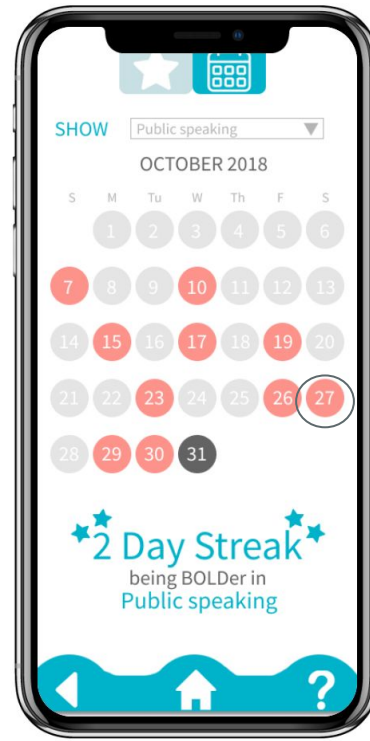 SHOW Public speaking
OCTOBER 2018
S M Tu W Th F S
1 2 3 4 5 6
7 8 9 10 11 12 13
14 15 16 17 18 19 20
21 22 23 24 25 26 27
28 29 30 31
2 Day Streak
being BOLDer in
Public speaking
?